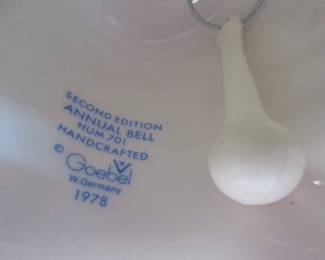 SECOND EDITION
ANNUAL BELL
HUM 701
HANDCRAFTED
© Goebel
W. Germany
1978